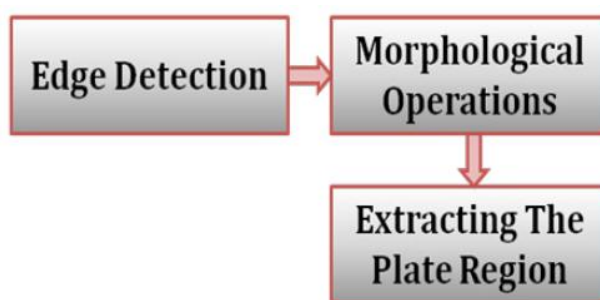 Edge Detection
Morphological
Operations
Extracting The
Plate Region